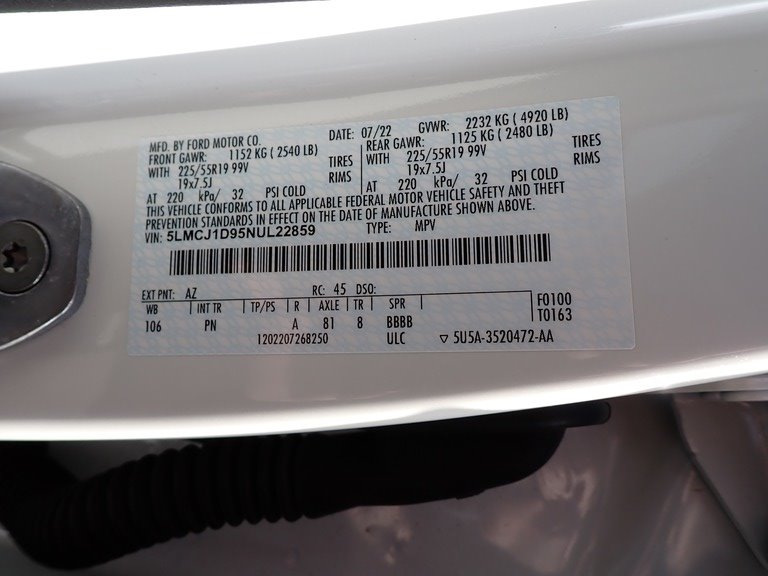 MFD. BY FORD MOTOR CO. DATE: 07/22 GVWR: 2232 KG ( 4920 LB)
FRONT GAWR: 1152 KG ( 2540 LB) REAR GAWR: 1125 KG ( 2480 LB)
WITH 225/55R19 99V TIRES WITH 225/55R19 99V TIRES
19x7.5J RIMS 19x7.5J RIMS
AT 220 kPa/ 32 PSI COLD AT 220 kPa/ 32 PSI COLD
THIS VEHICLE CONFORMS TO ALL APPLICABLE FEDERAL MOTOR VEHICLE SAFETY AND THEFT
PREVENTION STANDARDS IN EFFECT ON THE DATE OF MANUFACTURE SHOWN ABOVE.
VIN: 5LMCJ1D95NUL22859 TYPE: MPV
EXT PNT: AZ RC: 45 DSO:
WB INT TR TP/PS R AXLE TR SPR F0100
106 PN A 81 8 BBBB T0163
1202207268250 ULC ▽ 5U5A-3520472-AA